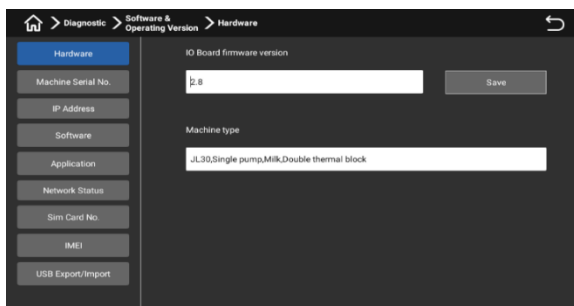 > Diagnostic > Software & Operating Version > Hardware
Hardware
Machine Serial No.
IP Address
Software
Application
Network Status
Sim Card No.
IMEI
USB Export/Import
IO Board firmware version
2.8
Save
Machine type
JL30,Single pump,Milk,Double thermal block